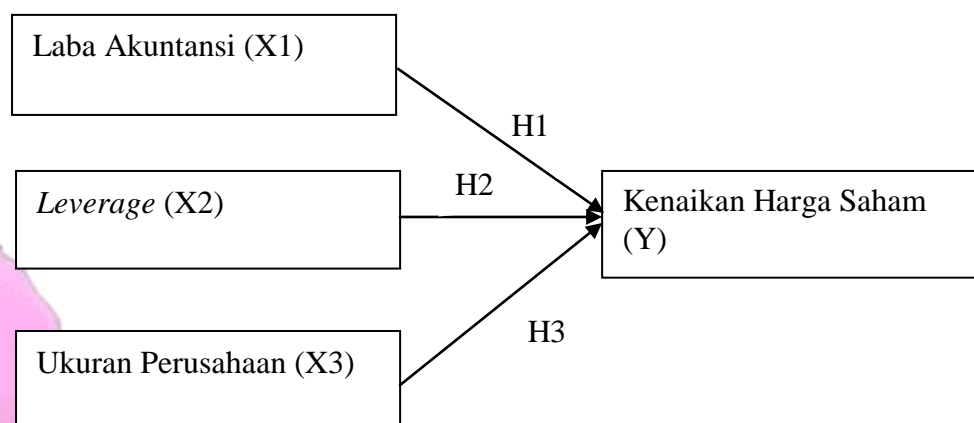 Laba Akuntansi (X1)
H1
Leverage (X2)
H2
Kenaikan Harga Saham
(Y)
H3
Ukuran Perusahaan (X3)